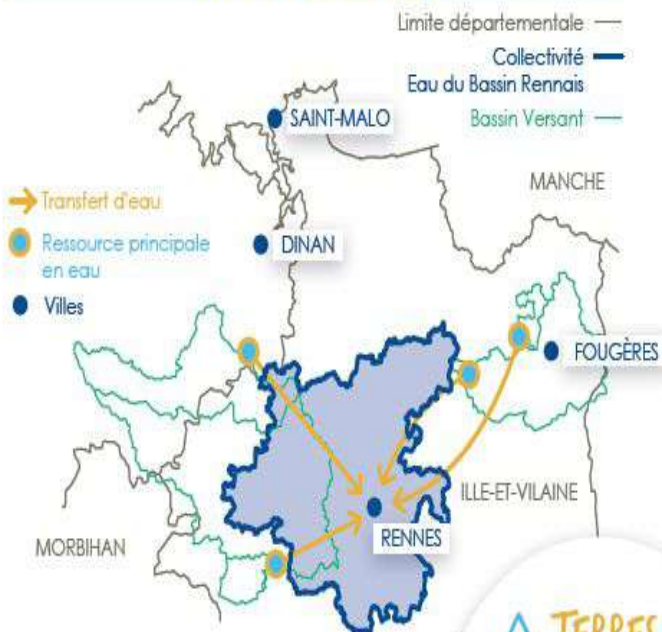 Limite départementale
Collectivité
Eau du Bassin Rennais
Bassin Versant
SAINT-MALO
MANCHE
Transfert d'eau
Ressource principale
en eau
Villes
DINAN
FOUGÈRES
ILLE-ET-VILAINE
RENNES
MORBIHAN
TERRES